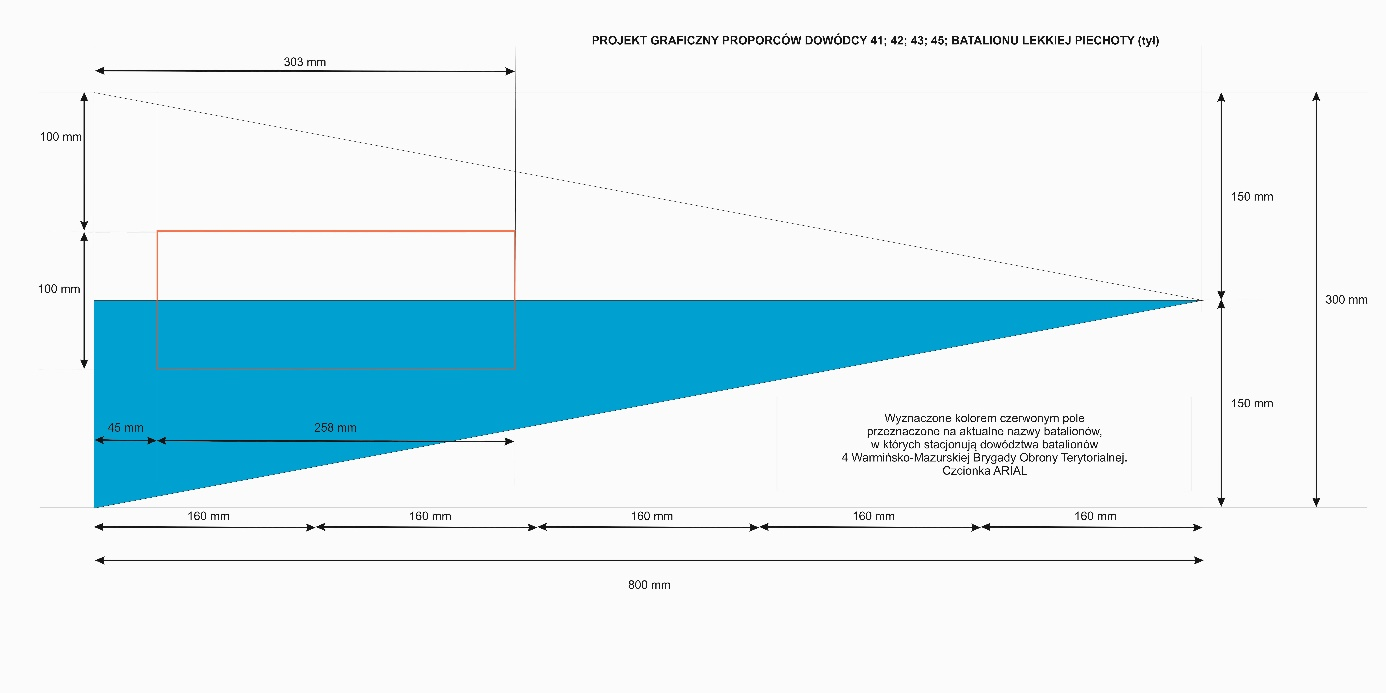 PROJEKT GRAFICZNY PROPORCÓW DOWÓDCY 41; 42; 43; 45; BATALIONU LEKKIEJ PIECHOTY (tył)
303 mm
100 mm
150 mm
100 mm
300 mm
150 mm
45 mm
258 mm
Wyznaczone kolorem czerwonym pole
przeznaczone na aktualne nazwy batalionów,
w których stacjonują dowództwa batalionów
4 Warmińsko-Mazurskiej Brygady Obrony Terytorialnej.
Czcionka ARIAL
160 mm
160 mm
160 mm
160 mm
160 mm
800 mm